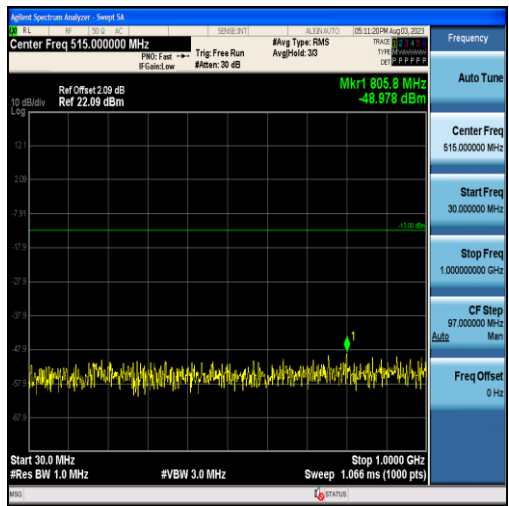 Agilent Spectrum Analyzer - Swept SA
RL RF 50 Ω AC SENSE:INT ALIGN AUTO 05:11:20 PM Aug 03, 2023
Center Freq 515.000000 MHz
PNO: Fast
IFGain:Low
Trig: Free Run
#Atten: 30 dB
#Avg Type: RMS
Avg|Hold: 3/3
TRACE 1 2 3 4 5 6
TYPE
DET P P P P P P
Frequency
Auto Tune
Center Freq
515.000000 MHz
Start Freq
30.000000 MHz
Stop Freq
1.000000000 GHz
CF Step
97.000000 MHz
Auto Man
Freq Offset
0 Hz
Ref Offset 2.09 dB
10 dB/div Ref 22.09 dBm
Log
Mkr1 805.8 MHz
-48.978 dBm
12.1
2.09
-7.91
-13.00 dBm
-17.9
-27.9
-37.9
-47.9
1
-57.9
-67.9
Start 30.0 MHz
Stop 1.0000 GHz
#Res BW 1.0 MHz
#VBW 3.0 MHz
Sweep 1.066 ms (1000 pts)
MSG
STATUS